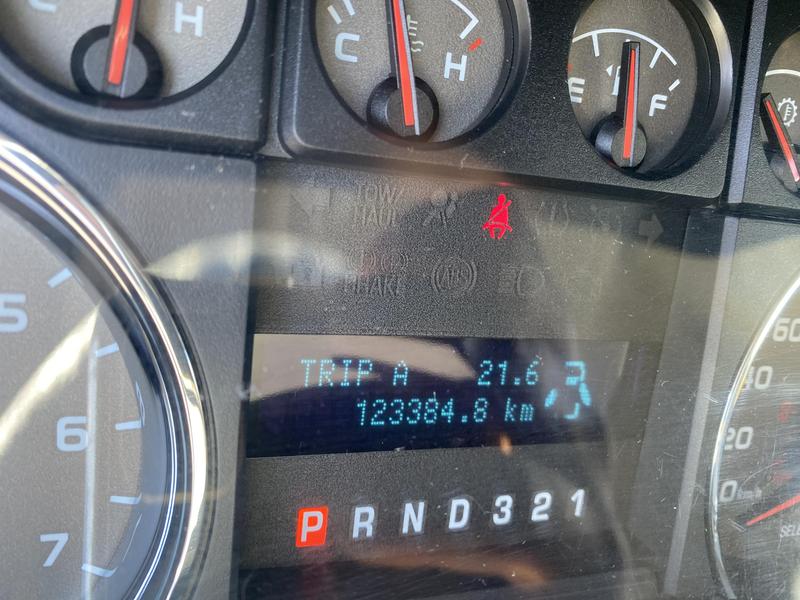 H
C H
E F
TOW/
HAUL
BRAKE
5
6
7
TRIP A 21.6
123384.8 km
P R N D 3 2 1
60
40
20
0 km/h